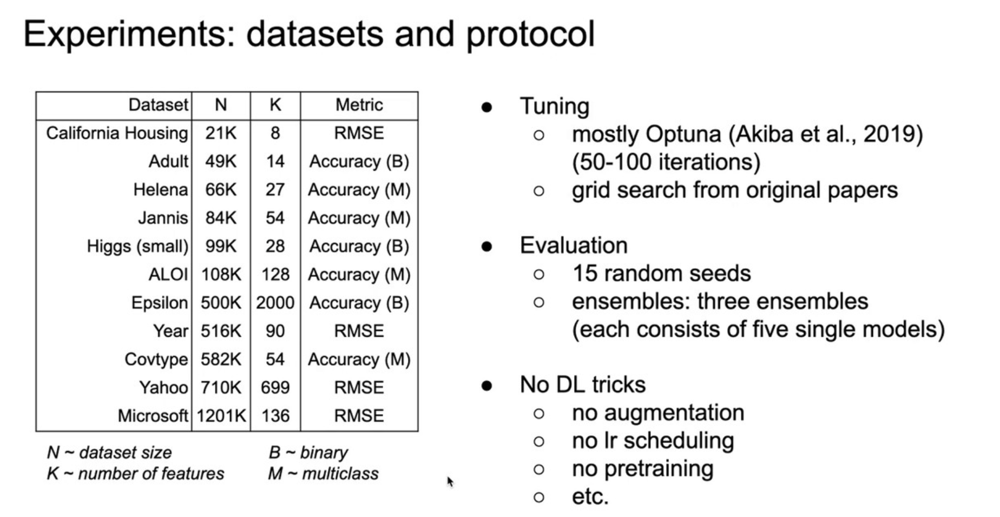 Experiments: datasets and protocol
Dataset N K Metric
California Housing 21K 8 RMSE
Adult 49K 14 Accuracy (B)
Helena 66K 27 Accuracy (M)
Jannis 84K 54 Accuracy (M)
Higgs (small) 99K 28 Accuracy (B)
ALOI 108K 128 Accuracy (M)
Epsilon 500K 2000 Accuracy (B)
Year 516K 90 RMSE
Covtype 582K 54 Accuracy (M)
Yahoo 710K 699 RMSE
Microsoft 1201K 136 RMSE
N ~ dataset size
K ~ number of features
B ~ binary
M ~ multiclass
● Tuning
○ mostly Optuna (Akiba et al., 2019)
(50-100 iterations)
○ grid search from original papers
● Evaluation
○ 15 random seeds
○ ensembles: three ensembles
(each consists of five single models)
● No DL tricks
○ no augmentation
○ no lr scheduling
○ no pretraining
○ etc.